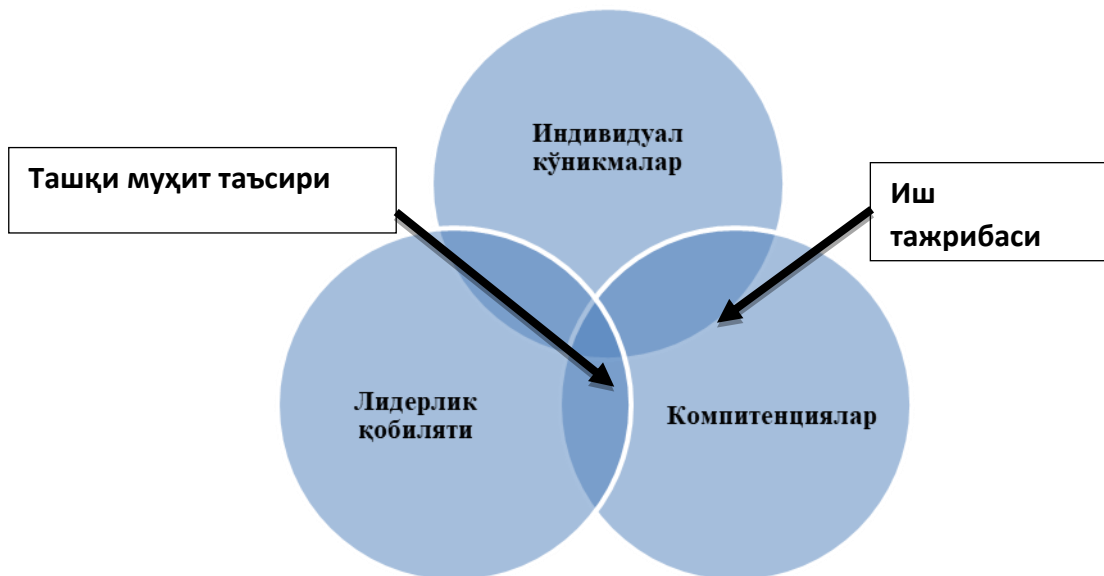 Индивидуал
кўникмалар
Ташқи муҳит таъсири
Иш
тажрибаси
Лидерлик
қобиляти
Компитенциялар